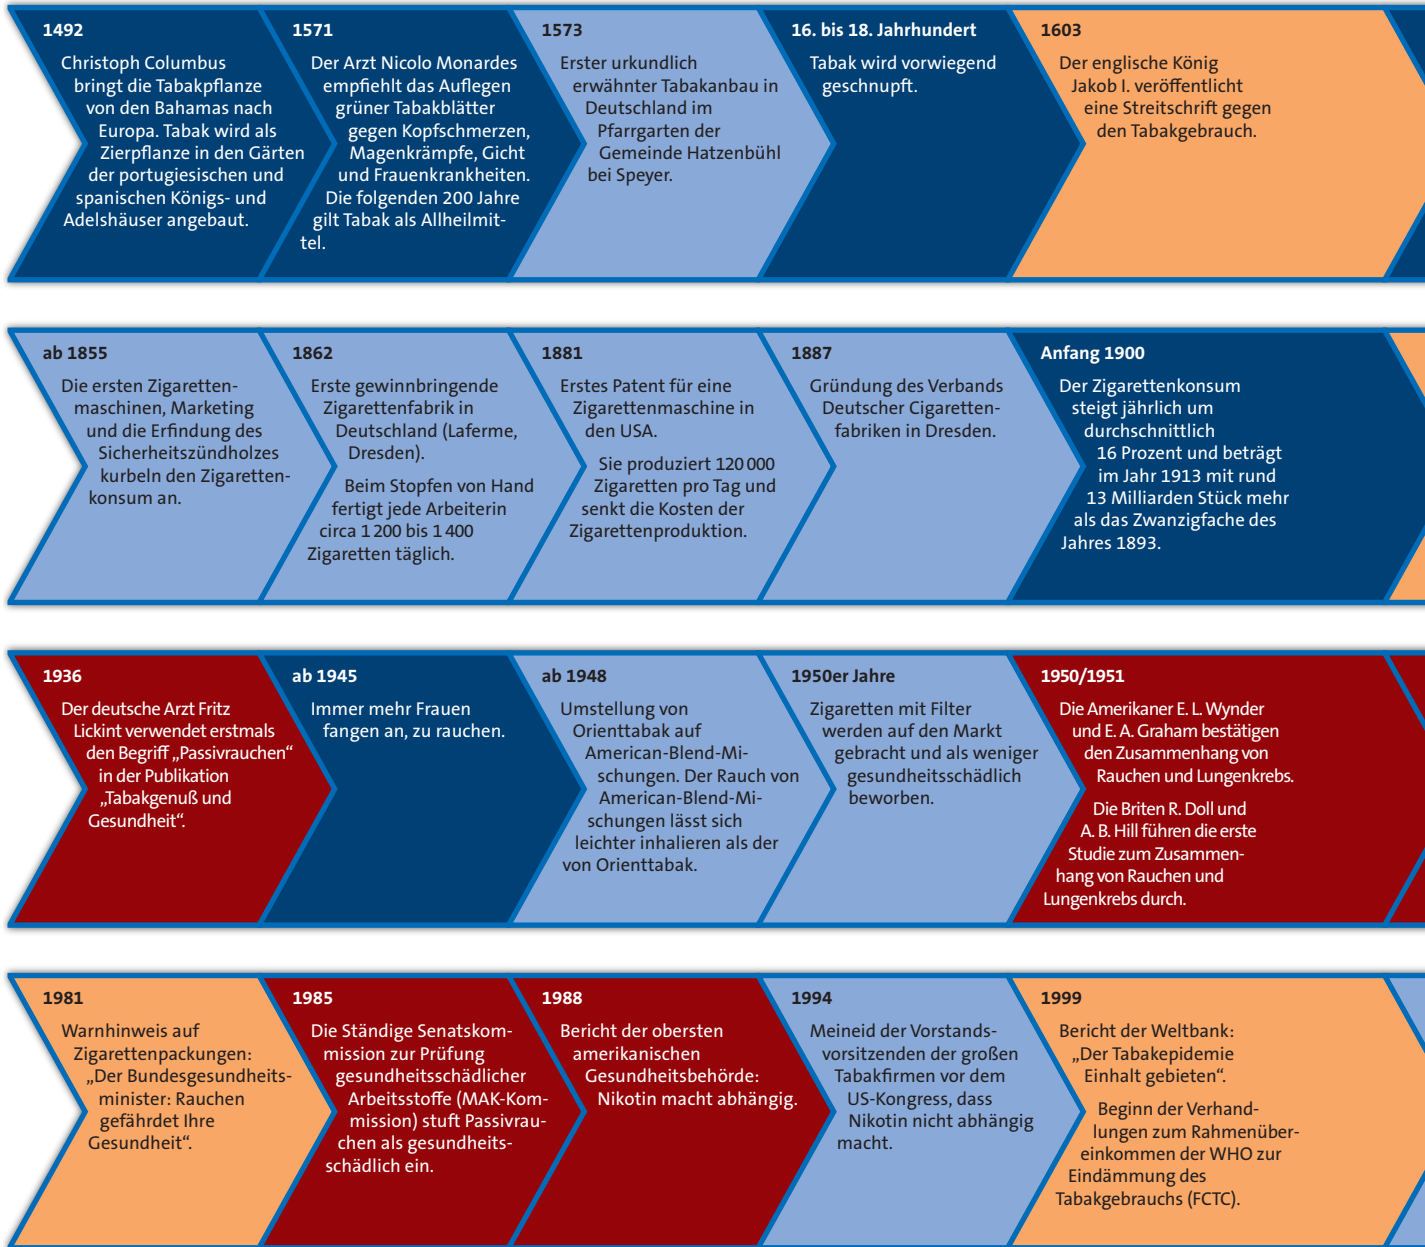 1492
Christoph Columbus
bringt die Tabakpflanze
von den Bahamas nach
Europa. Tabak wird als
Zierpflanze in den Gärten
der portugiesischen und
spanischen Königs- und
Adelshäuser angebaut.
1571
Der Arzt Nicolo Monardes
empfiehlt das Auflegen
grüner Tabakblätter
gegen Kopfschmerzen,
Magenkrämpfe, Gicht
und Frauenkrankheiten.
Die folgenden 200 Jahre
gilt Tabak als Allheilmit-
tel.
1573
Erster urkundlich
erwähnter Tabakanbau in
Deutschland im
Pfarrgarten der
Gemeinde Hatzenbühl
bei Speyer.
16. bis 18. Jahrhundert
Tabak wird vorwiegend
geschnupft.
1603
Der englische König
Jakob I. veröffentlicht
eine Streitschrift gegen
den Tabakgebrauch.
ab 1855
Die ersten Zigaretten-
maschinen, Marketing
und die Erfindung des
Sicherheitszündholzes
kurbeln den Zigaretten-
konsum an.
1862
Erste gewinnbringende
Zigarettenfabrik in
Deutschland (Laferme,
Dresden).
Beim Stopfen von Hand
fertigt jede Arbeiterin
circa 1 200 bis 1 400
Zigaretten täglich.
1881
Erstes Patent für eine
Zigarettenmaschine in
den USA.
Sie produziert 120 000
Zigaretten pro Tag und
senkt die Kosten der
Zigarettenproduktion.
1887
Gründung des Verbands
Deutscher Cigaretten-
fabriken in Dresden.
Anfang 1900
Der Zigarettenkonsum
steigt jährlich um
durchschnittlich
16 Prozent und beträgt
im Jahr 1913 mit rund
13 Milliarden Stück mehr
als das Zwanzigfache des
Jahres 1893.
1936
Der deutsche Arzt Fritz
Lickint verwendet erstmals
den Begriff „Passivrauchen“
in der Publikation
„Tabakgenuß und
Gesundheit“.
ab 1945
Immer mehr Frauen
fangen an, zu rauchen.
ab 1948
Umstellung von
Orienttabak auf
American-Blend-Mi-
schungen. Der Rauch von
American-Blend-Mi-
schungen lässt sich
leichter inhalieren als der
von Orienttabak.
1950er Jahre
Zigaretten mit Filter
werden auf den Markt
gebracht und als weniger
gesundheitsschädlich
beworben.
1950/1951
Die Amerikaner E. L. Wynder
und E. A. Graham bestätigen
den Zusammenhang von
Rauchen und Lungenkrebs.
Die Briten R. Doll und
A. B. Hill führen die erste
Studie zum Zusammen-
hang von Rauchen und
Lungenkrebs durch.
1981
Warnhinweis auf
Zigarettenpackungen:
„Der Bundesgesundheits-
minister: Rauchen
gefährdet Ihre
Gesundheit“.
1985
Die Ständige Senatskom-
mission zur Prüfung
gesundheitsschädlicher
Arbeitsstoffe (MAK-Kom-
mission) stuft Passivrau-
chen als gesundheits-
schädlich ein.
1988
Bericht der obersten
amerikanischen
Gesundheitsbehörde:
Nikotin macht abhängig.
1994
Meineid der Vorstands-
vorsitzenden der großen
Tabakfirmen vor dem
US-Kongress, dass
Nikotin nicht abhängig
macht.
1999
Bericht der Weltbank:
„Der Tabakepidemie
Einhalt gebieten“.
Beginn der Verhand-
lungen zum Rahmenüber-
einkommen der WHO zur
Eindämmung des
Tabakgebrauchs (FCTC).